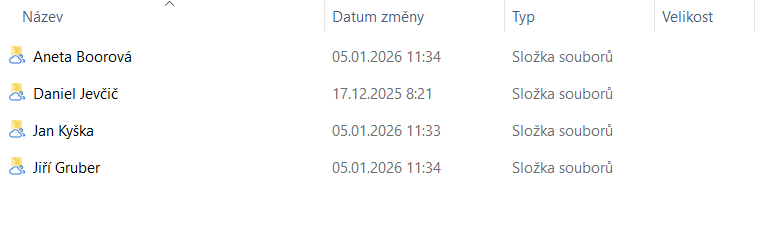 Název Datum změny Typ Velikost
Aneta Boorová 05.01.2026 11:34 Složka souborů
Daniel Jevčič 17.12.2025 8:21 Složka souborů
Jan Kyška 05.01.2026 11:33 Složka souborů
Jiří Gruber 05.01.2026 11:34 Složka souborů